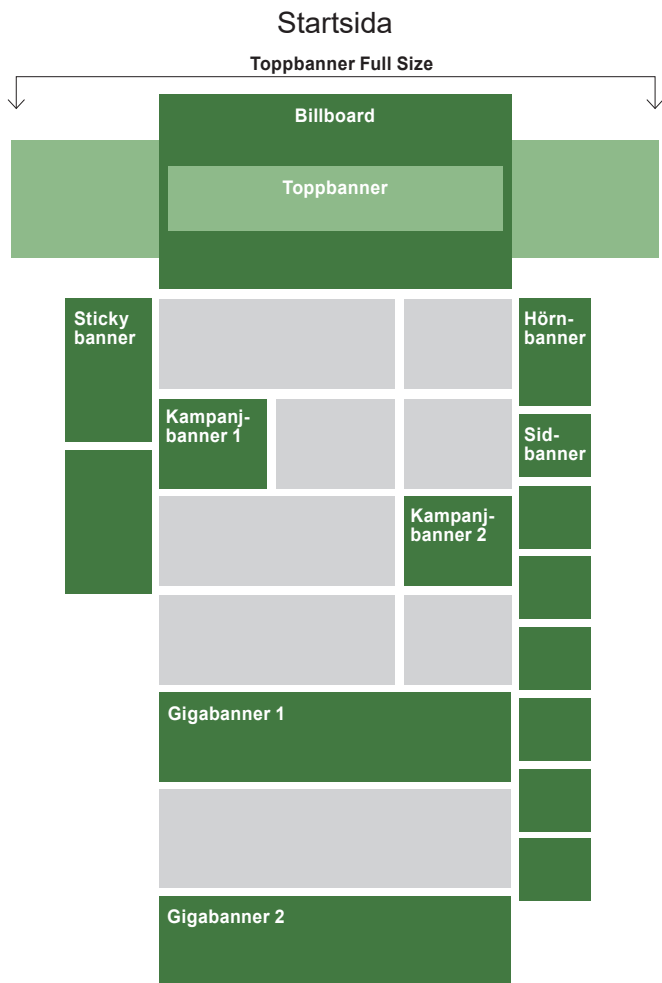 Startsida
Toppbanner Full Size
Billboard
Toppbanner
Sticky
banner
Hörn-
banner
Kampanj-
banner 1
Sid-
banner
Kampanj-
banner 2
Gigabanner 1
Gigabanner 2